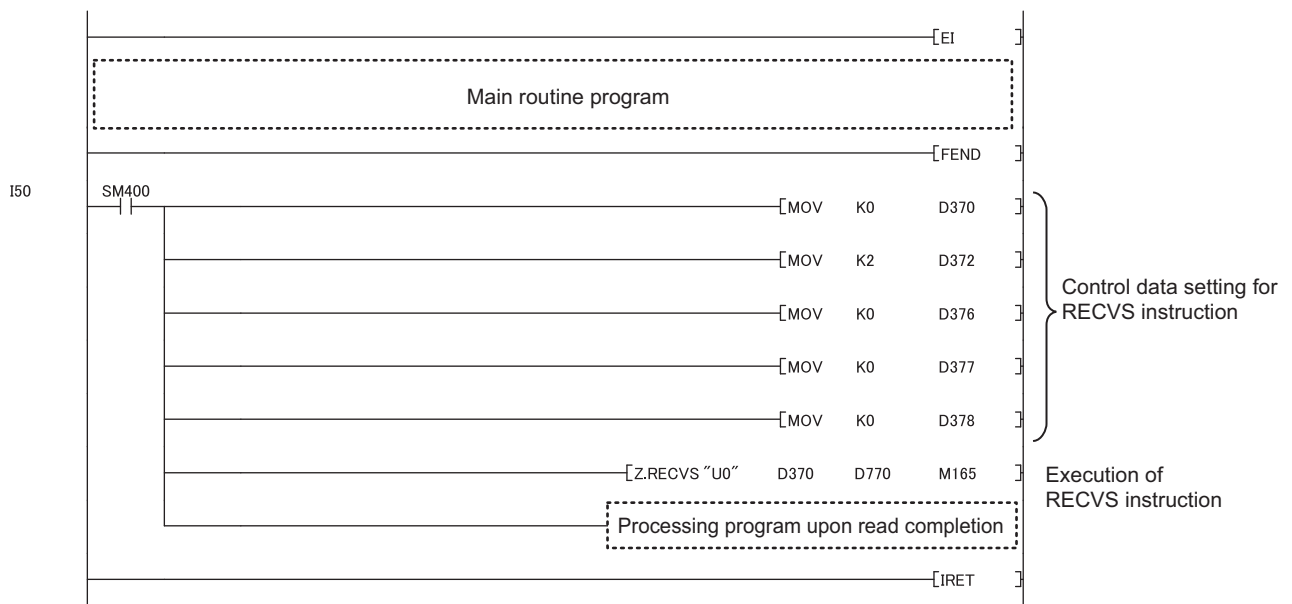 [EI ]
Main routine program
[FEND ]
I50 SM400
[MOV K0 D370 ]
[MOV K2 D372 ]
Control data setting for
RECVS instruction
[MOV K0 D376 ]
[MOV K0 D377 ]
[MOV K0 D378 ]
[Z.RECVS "U0" D370 D770 M165 ]
Execution of
RECVS instruction
Processing program upon read completion
[IRET ]